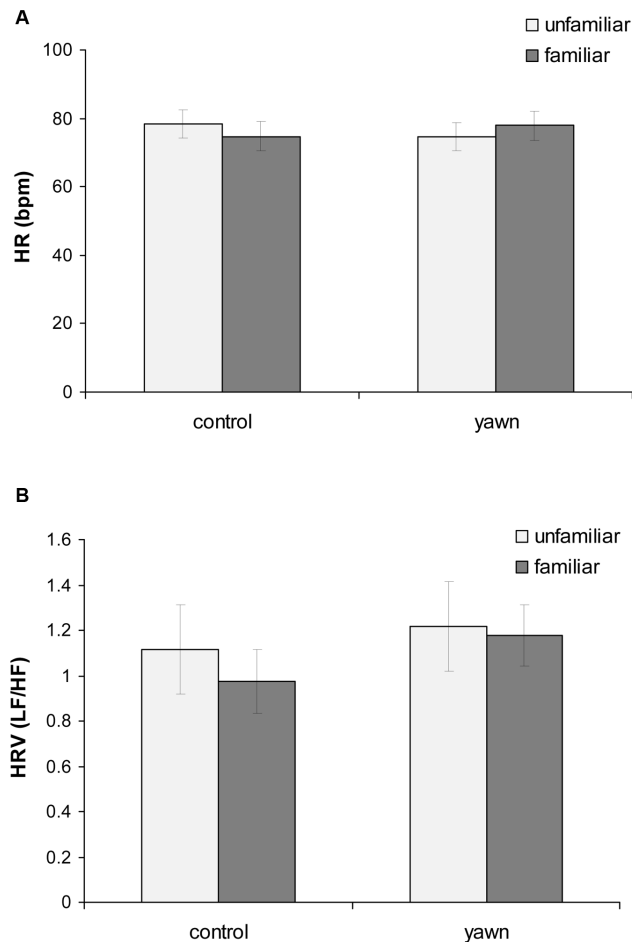 A
unfamiliar
familiar
100
80
60
40
20
0
HR (bpm)
control yawn
B
unfamiliar
familiar
1.6
1.4
1.2
1
0.8
0.6
0.4
0.2
0
HRV (LF/HF)
control yawn